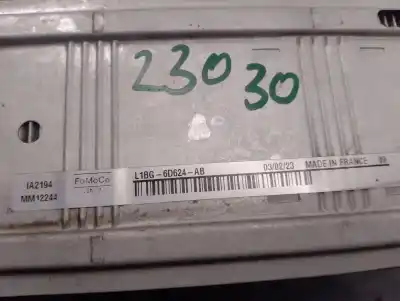 230 30
L1BG-6D624-AB 03/02/23 MADE IN FRANCE
IA2194 FoMoCo
MM12244